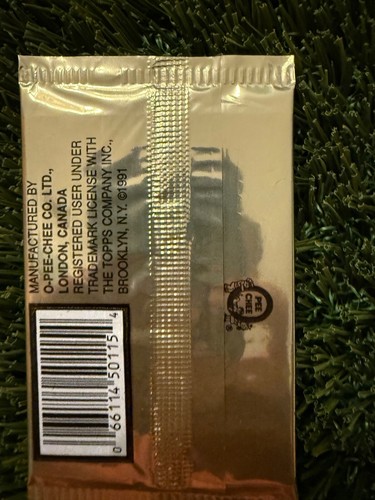 MANUFACTURED BY
O-PEE-CHEE CO. LTD.,
LONDON, CANADA
REGISTERED USER UNDER
TRADEMARK LICENSE WITH
THE TOPPS COMPANY INC.,
BROOKLYN, N.Y. ©1991
0 66114 50115 4
O PEE CHEE ®